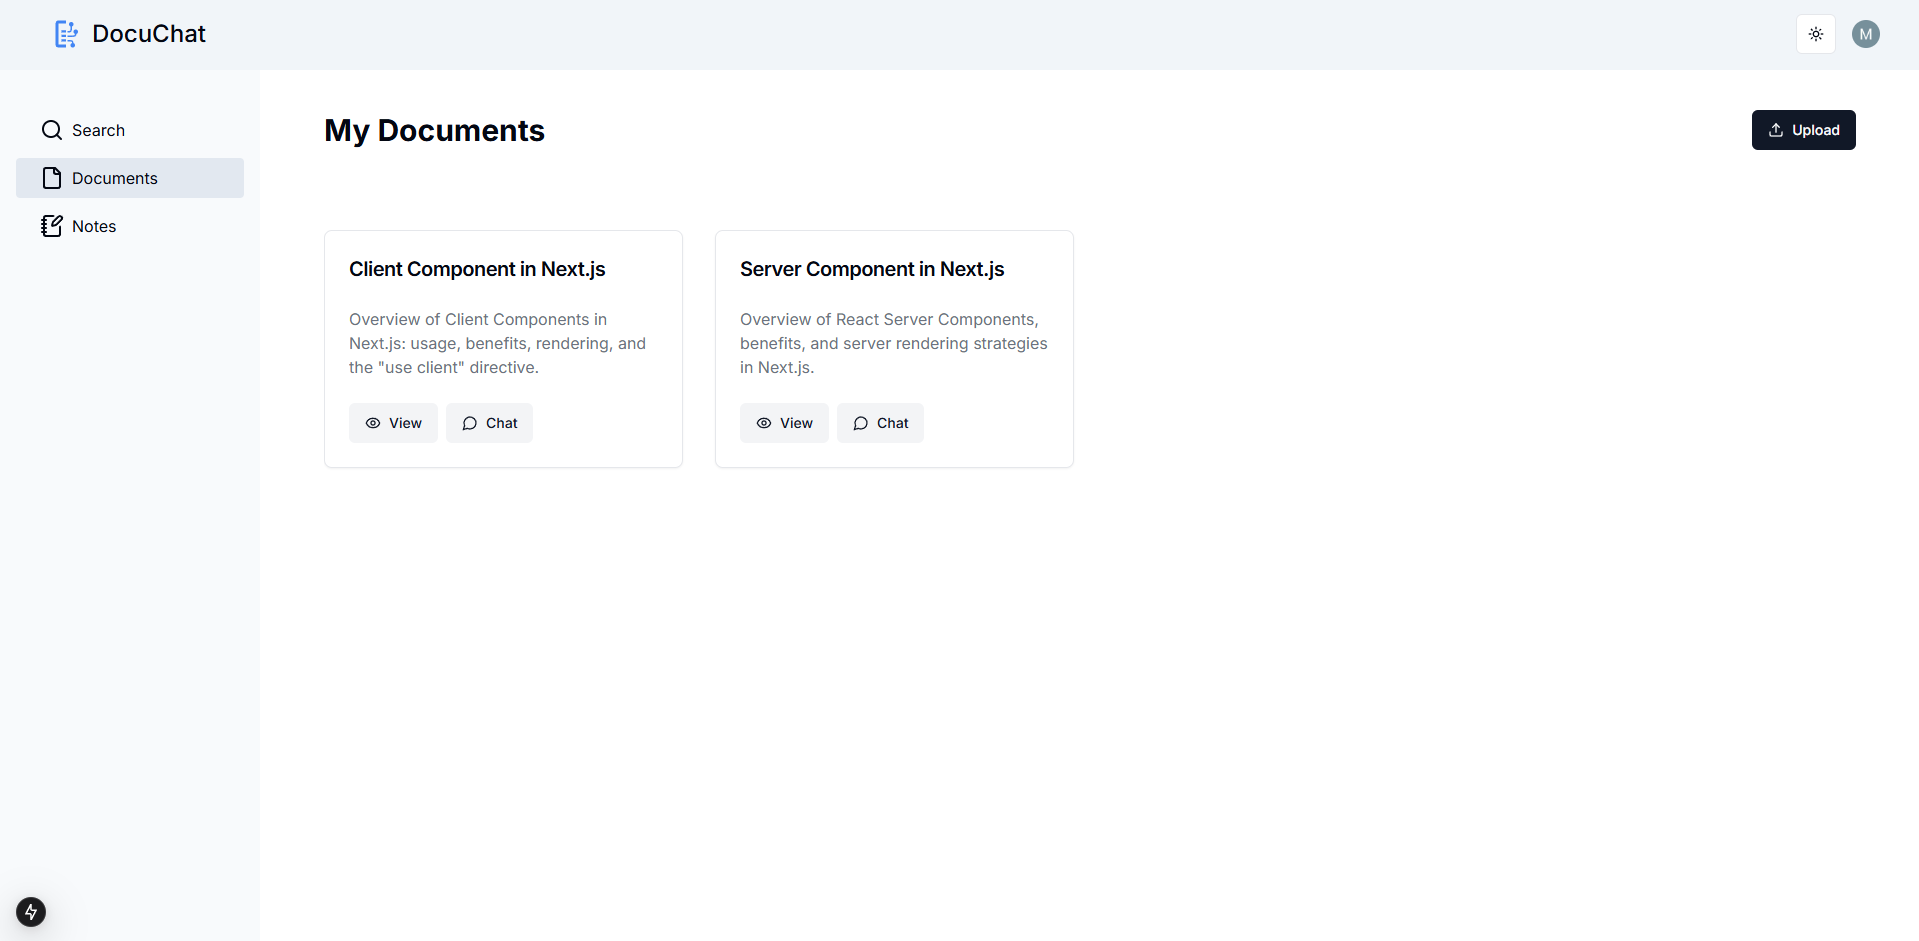 DocuChat
M
Search
Documents
Notes
My Documents
Upload
Client Component in Next.js
Overview of Client Components in
Next.js: usage, benefits, rendering, and
the "use client" directive.
View
Chat
Server Component in Next.js
Overview of React Server Components,
benefits, and server rendering strategies
in Next.js.
View
Chat